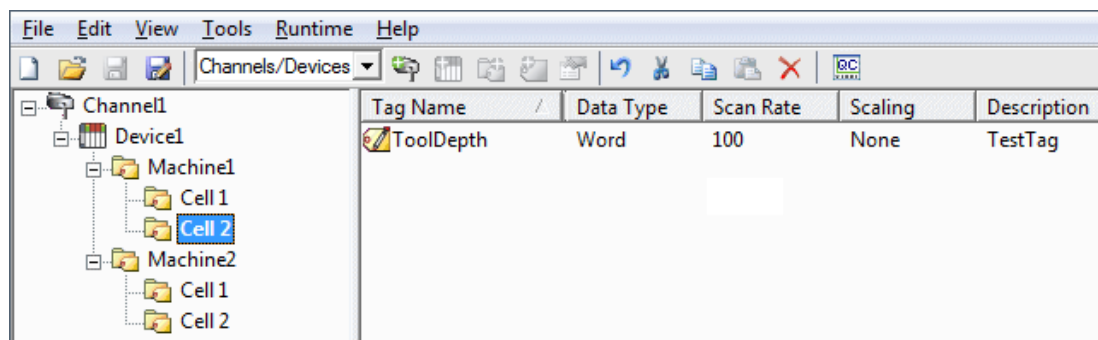 File Edit View Tools Runtime Help
Channels/Devices QC
Channel1
Device1
Machine1
Cell 1
Cell 2
Machine2
Cell 1
Cell 2
Tag Name Data Type Scan Rate Scaling Description
ToolDepth Word 100 None TestTag